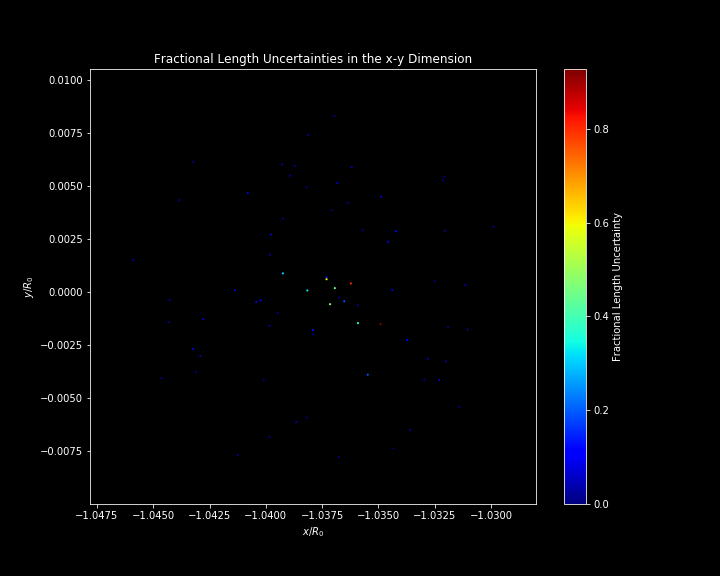 Fractional Length Uncertainties in the x-y Dimension
0.0100
0.0075
0.0050
0.0025
0.0000
−0.0025
−0.0050
−0.0075
y/R₀
−1.0475 −1.0450 −1.0425 −1.0400 −1.0375 −1.0350 −1.0325 −1.0300
x/R₀
0.8
0.6
0.4
0.2
0.0
Fractional Length Uncertainty